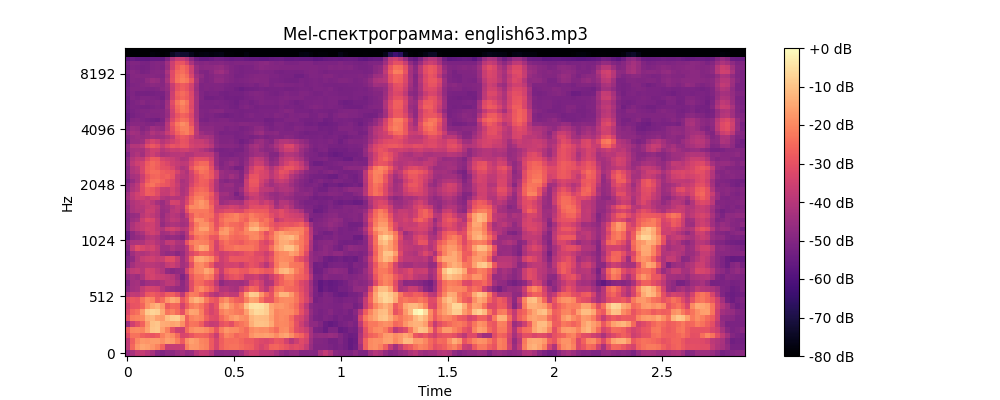 Mel-спектрограмма: english63.mp3
8192
4096
2048
1024
512
0
Hz
0
0.5
1
1.5
2
2.5
Time
+0 dB
-10 dB
-20 dB
-30 dB
-40 dB
-50 dB
-60 dB
-70 dB
-80 dB